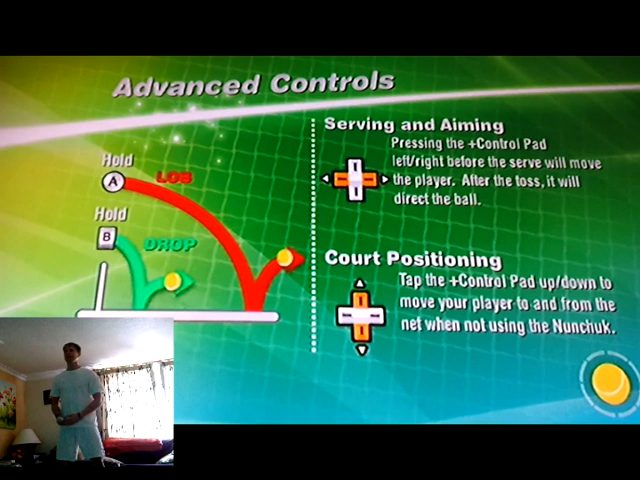 Advanced Controls
Hold
A
LOB
Hold
B
DROP
Serving and Aiming
Pressing the +Control Pad
left/right before the serve will move
the player. After the toss, it will
direct the ball.
Court Positioning
Tap the +Control Pad up/down to
move your player to and from the
net when not using the Nunchuk.